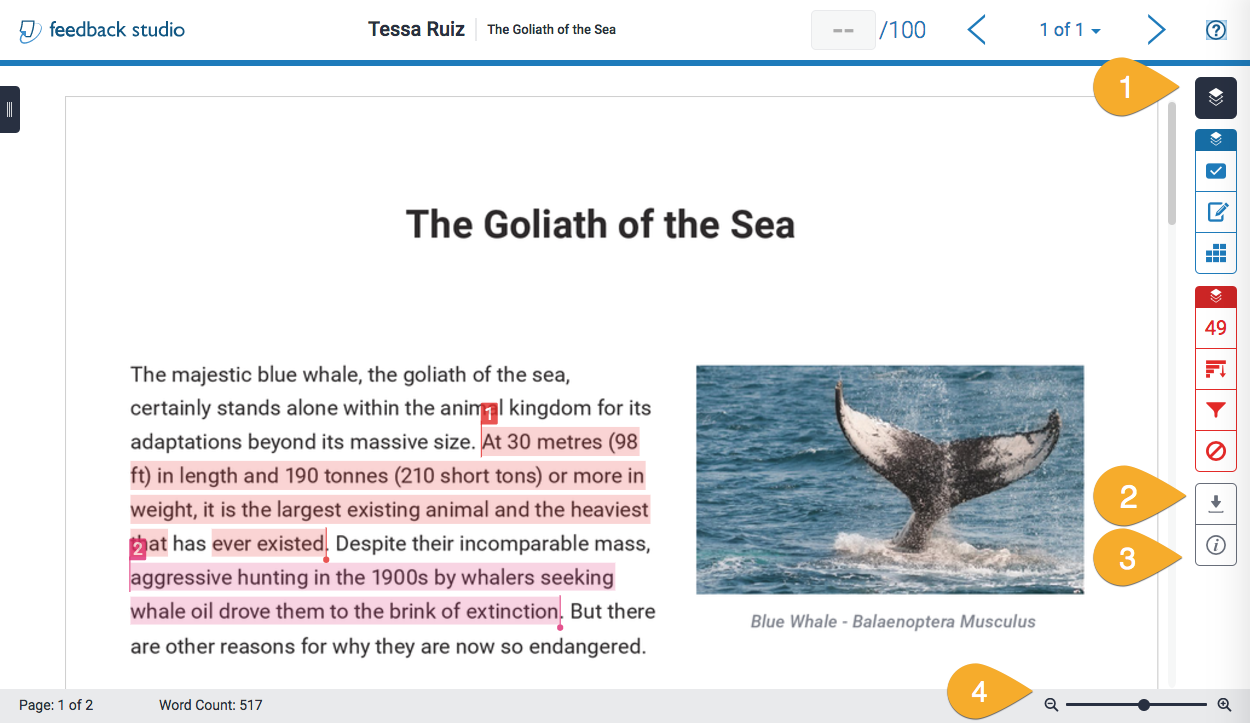 feedback studio
Tessa Ruiz
The Goliath of the Sea
--
/100
1 of 1
?
1
49
2
3
The Goliath of the Sea
The majestic blue whale, the goliath of the sea,
certainly stands alone within the animal kingdom for its
1
adaptations beyond its massive size. At 30 metres (98
ft) in length and 190 tonnes (210 short tons) or more in
weight, it is the largest existing animal and the heaviest
that has ever existed. Despite their incomparable mass,
2
aggressive hunting in the 1900s by whalers seeking
whale oil drove them to the brink of extinction. But there
are other reasons for why they are now so endangered.
Blue Whale - Balaenoptera Musculus
Page: 1 of 2
Word Count: 517
4